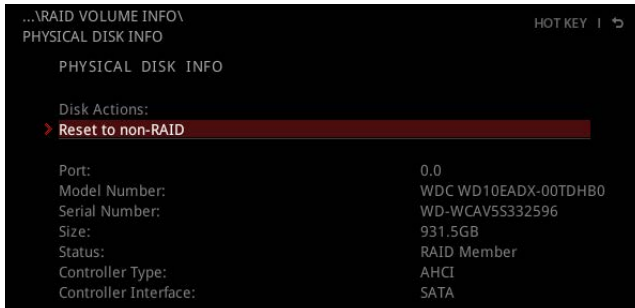 ...\RAID VOLUME INFO\
HOT KEY | ↩
PHYSICAL DISK INFO
PHYSICAL DISK INFO
Disk Actions:
Reset to non-RAID
Port: 0.0
Model Number: WDC WD10EADX-00TDHB0
Serial Number: WD-WCAV5S332596
Size: 931.5GB
Status: RAID Member
Controller Type: AHCI
Controller Interface: SATA